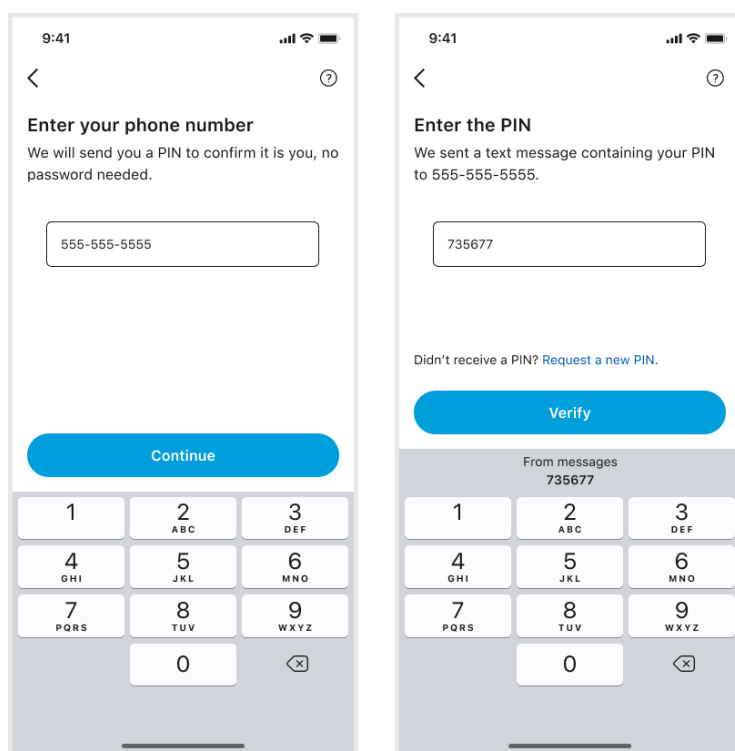 9:41
?
Enter your phone number
We will send you a PIN to confirm it is you, no
password needed.
555-555-5555
Continue
1
2
ABC
3
DEF
4
GHI
5
JKL
6
MNO
7
PQRS
8
TUV
9
WXYZ
0
9:41
?
Enter the PIN
We sent a text message containing your PIN
to 555-555-5555.
735677
Didn't receive a PIN? Request a new PIN.
Verify
From messages
735677
1
2
ABC
3
DEF
4
GHI
5
JKL
6
MNO
7
PQRS
8
TUV
9
WXYZ
0